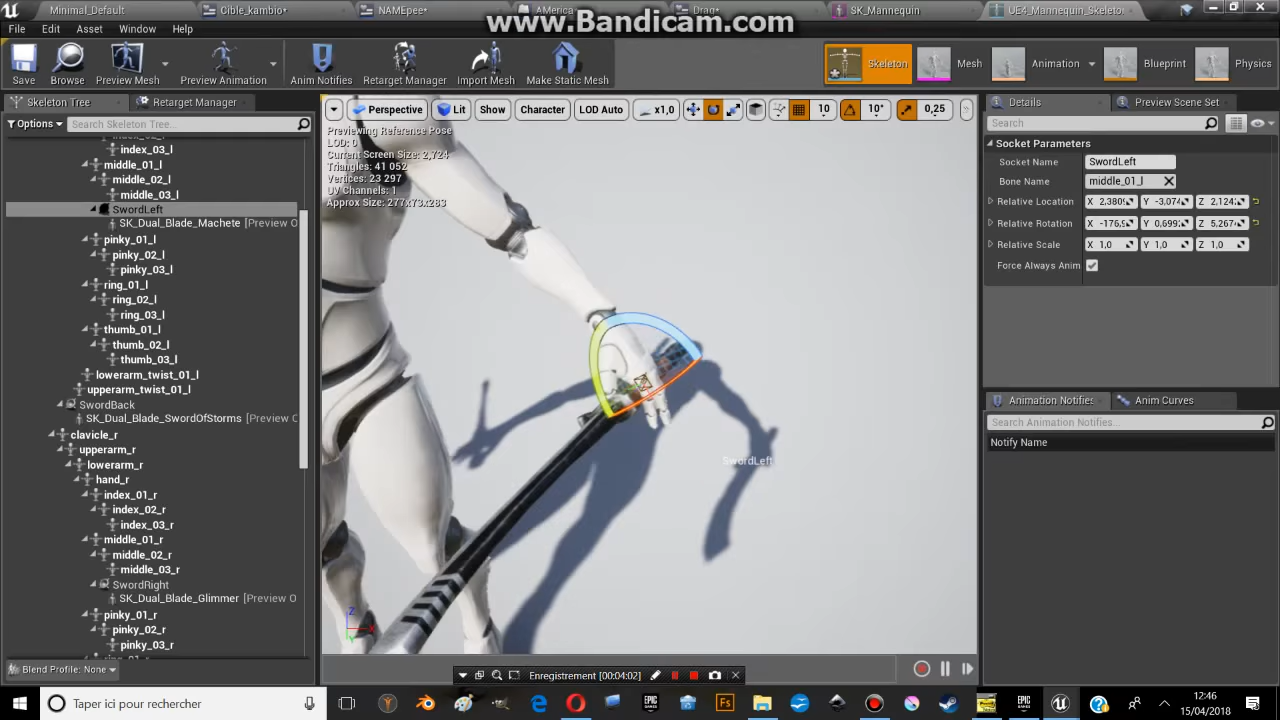 Minimal_Default
Cible_kambio*
NAMEpee*
AMerica
Drag*
SK_Mannequin
UE4_Mannequin_Skeleto
www.Bandicam.com
File Edit Asset Window Help
Save Browse Preview Mesh Preview Animation Anim Notifies Retarget Manager Import Mesh Make Static Mesh
Skeleton Mesh Animation Blueprint Physics
Skeleton Tree Retarget Manager
Options Search Skeleton Tree...
index_03_l
middle_01_l
middle_02_l
middle_03_l
SwordLeft
SK_Dual_Blade_Machete [Preview O
pinky_01_l
pinky_02_l
pinky_03_l
ring_01_l
ring_02_l
ring_03_l
thumb_01_l
thumb_02_l
thumb_03_l
lowerarm_twist_01_l
upperarm_twist_01_l
SwordBack
SK_Dual_Blade_SwordOfStorms [Preview O
clavicle_r
upperarm_r
lowerarm_r
hand_r
index_01_r
index_02_r
index_03_r
middle_01_r
middle_02_r
middle_03_r
SwordRight
SK_Dual_Blade_Glimmer [Preview O
pinky_01_r
pinky_02_r
pinky_03_r
Blend Profile: None
Perspective Lit Show Character LOD Auto x1,0 10 10° 0,25
Previewing Reference Pose
LOD: 0
Current Screen Size: 2,724
Triangles: 41 052
Vertices: 23 297
UV Channels: 1
Approx Size: 277x73x283
SwordLeft
Z
X
Y
Details Preview Scene Set
Search
Socket Parameters
Socket Name SwordLeft
Bone Name middle_01_l
Relative Location X 2,380 Y -3,074 Z 2,124
Relative Rotation X -176,9 Y 0,699 Z 5,267
Relative Scale X 1,0 Y 1,0 Z 1,0
Force Always Anim
Animation Notifie Anim Curves
Search Animation Notifies...
Notify Name
Enregistrement [00:04:02]
Taper ici pour rechercher
EPIC GAMES
Fs
EPIC GAMES
12:46
15/04/2018